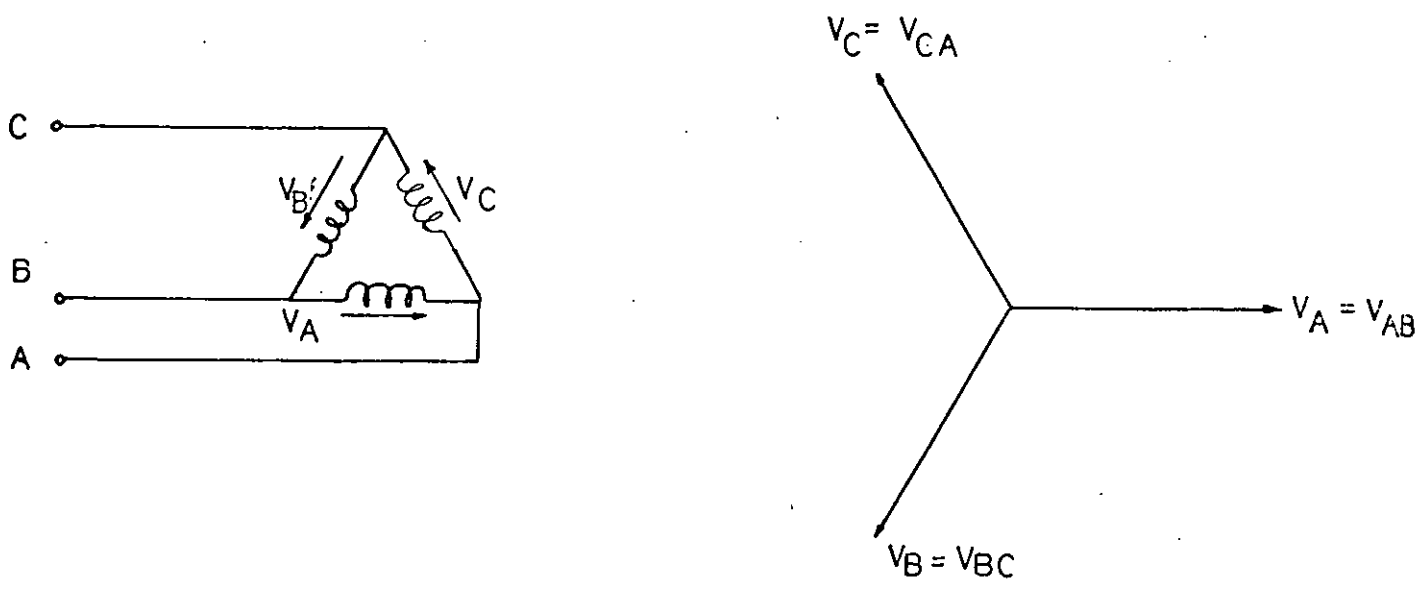 C
V_B
V_C
B
V_A
A
V_C = V_CA
V_A = V_AB
V_B = V_BC